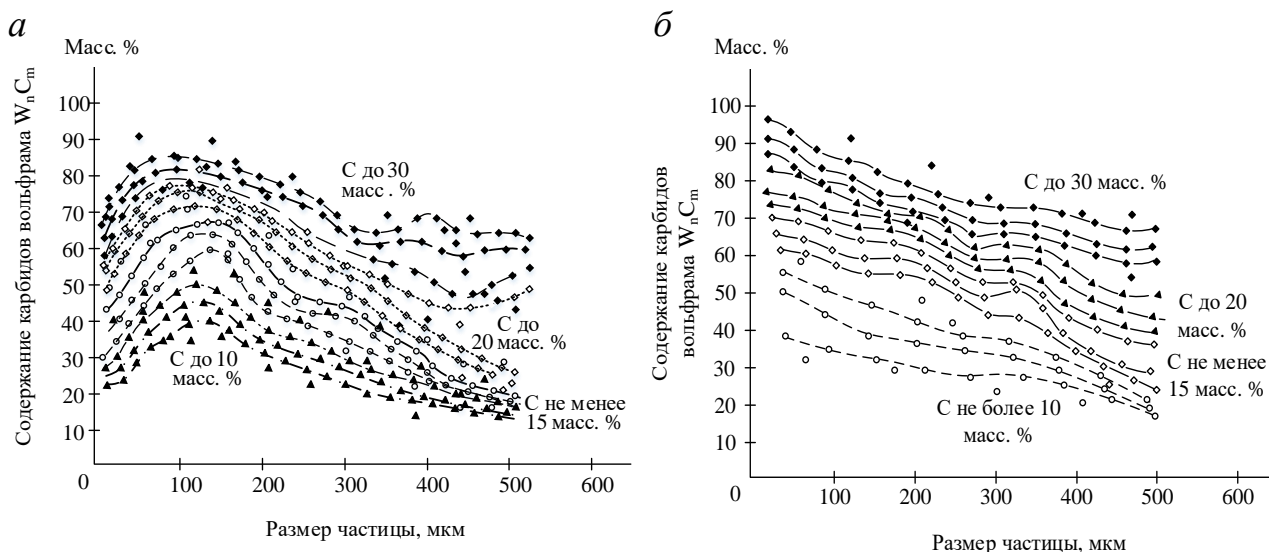 а
Масс. %
Содержание карбидов вольфрама WₙCₘ
100
90
80
70
60
50
40
30
20
10
0
100
200
300
400
500
600
Размер частицы, мкм
С до 30
масс. %
С до
20 масс. %
С до 10
масс. %
С не менее
15 масс. %
б
Масс. %
Содержание карбидов
вольфрама WₙCₘ
100
90
80
70
60
50
40
30
20
10
0
100
200
300
400
500
600
Размер частицы, мкм
С до 30 масс. %
С до 20
масс. %
С не менее
15 масс. %
С не более 10
масс. %